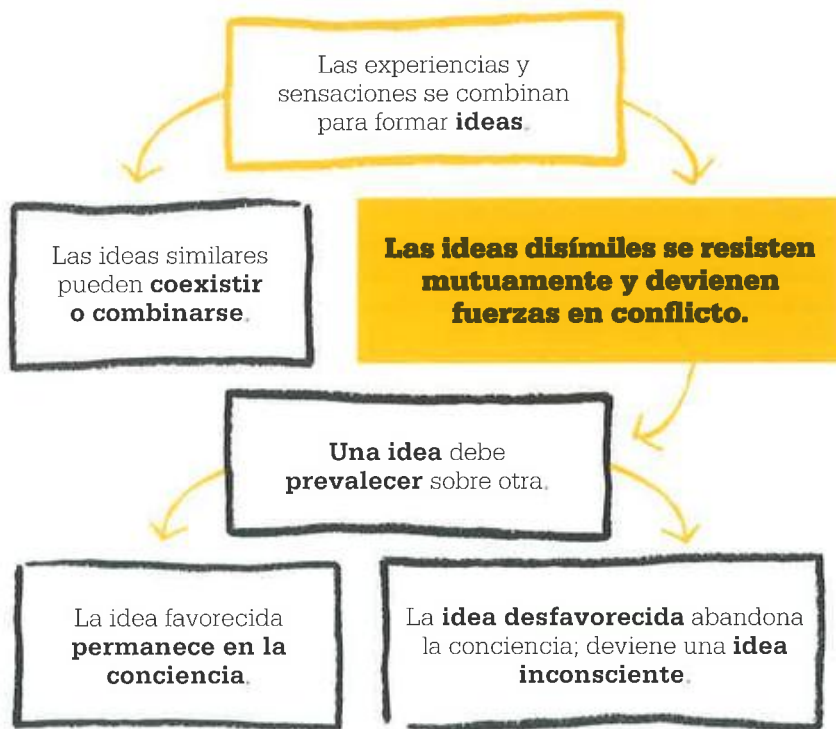 Las experiencias y
sensaciones se combinan
para formar ideas.
Las ideas similares
pueden coexistir
o combinarse.
Las ideas disímiles se resisten
mutuamente y devienen
fuerzas en conflicto.
Una idea debe
prevalecer sobre otra.
La idea favorecida
permanece en la
conciencia.
La idea desfavorecida abandona
la conciencia; deviene una idea
inconsciente.